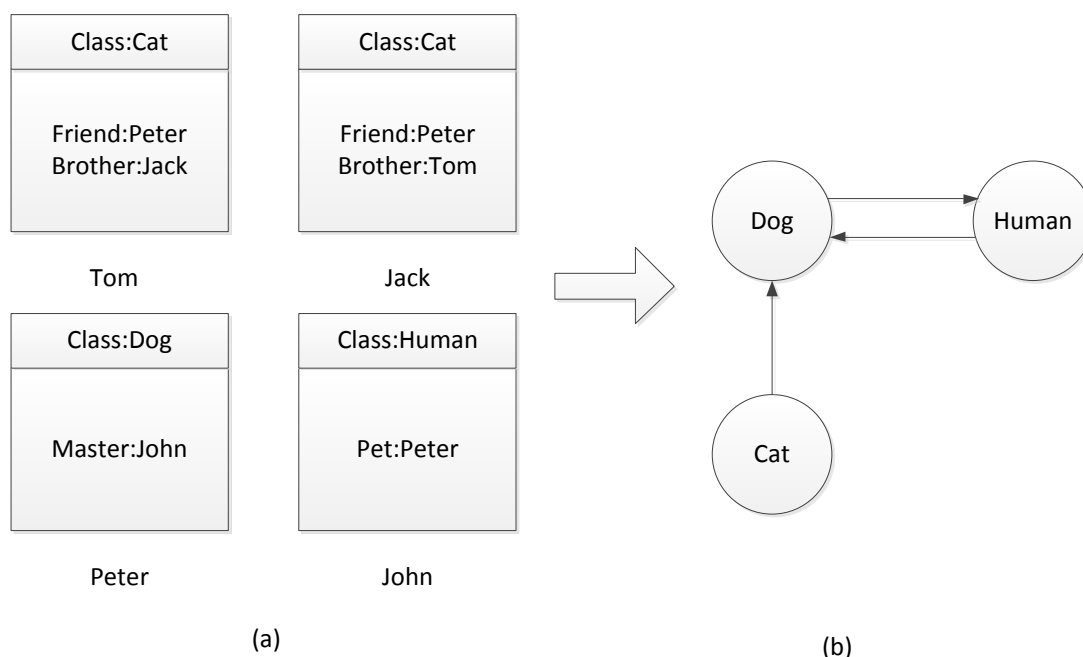 Class:Cat
Friend:Peter
Brother:Jack
Tom
Class:Cat
Friend:Peter
Brother:Tom
Jack
Class:Dog
Master:John
Peter
Class:Human
Pet:Peter
John
(a)
Dog
Human
Cat
(b)